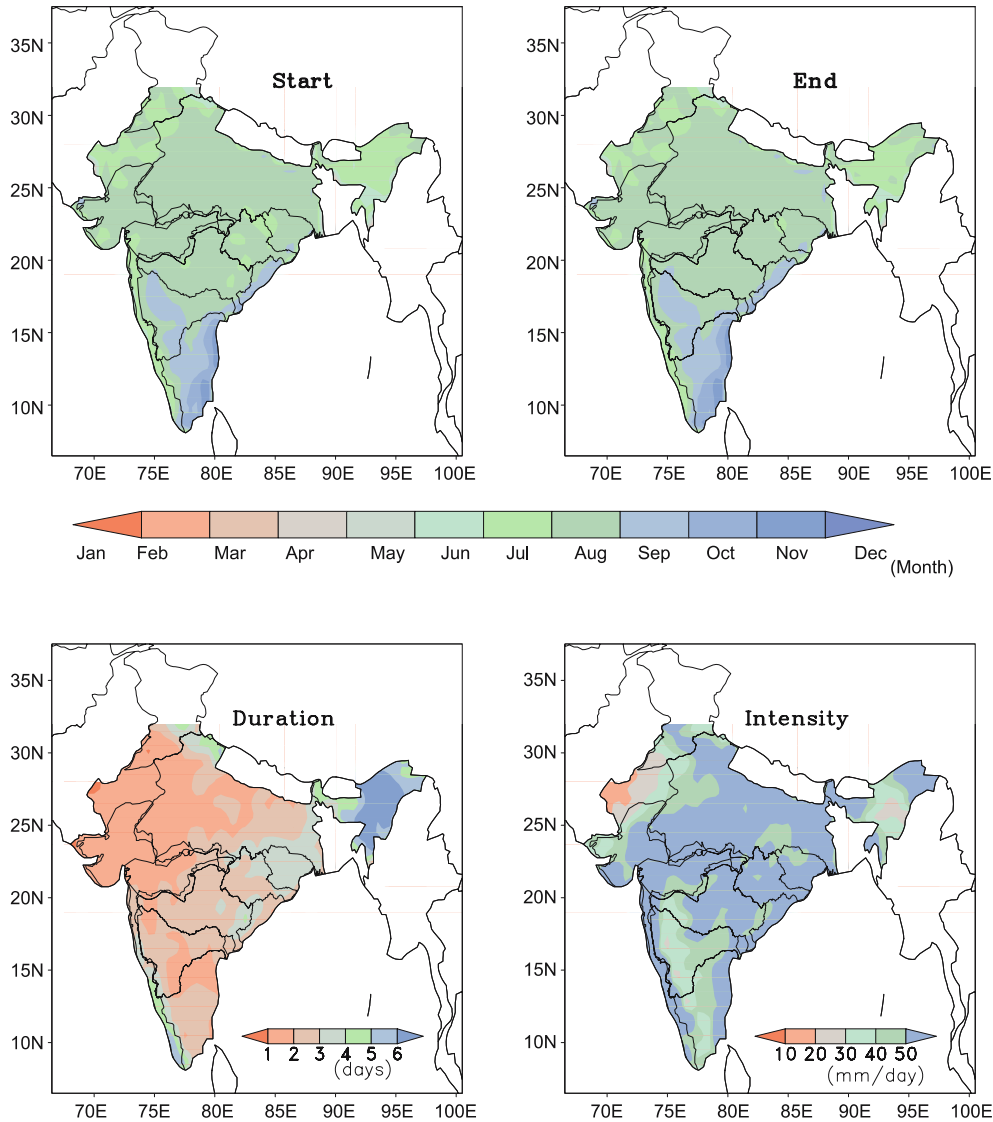 Start
35N
30N
25N
20N
15N
10N
70E 75E 80E 85E 90E 95E 100E
End
35N
30N
25N
20N
15N
10N
70E 75E 80E 85E 90E 95E 100E
Jan Feb Mar Apr May Jun Jul Aug Sep Oct Nov Dec
(Month)
Duration
35N
30N
25N
20N
15N
10N
1 2 3 4 5 6
(days)
70E 75E 80E 85E 90E 95E 100E
Intensity
35N
30N
25N
20N
15N
10N
10 20 30 40 50
(mm/day)
70E 75E 80E 85E 90E 95E 100E